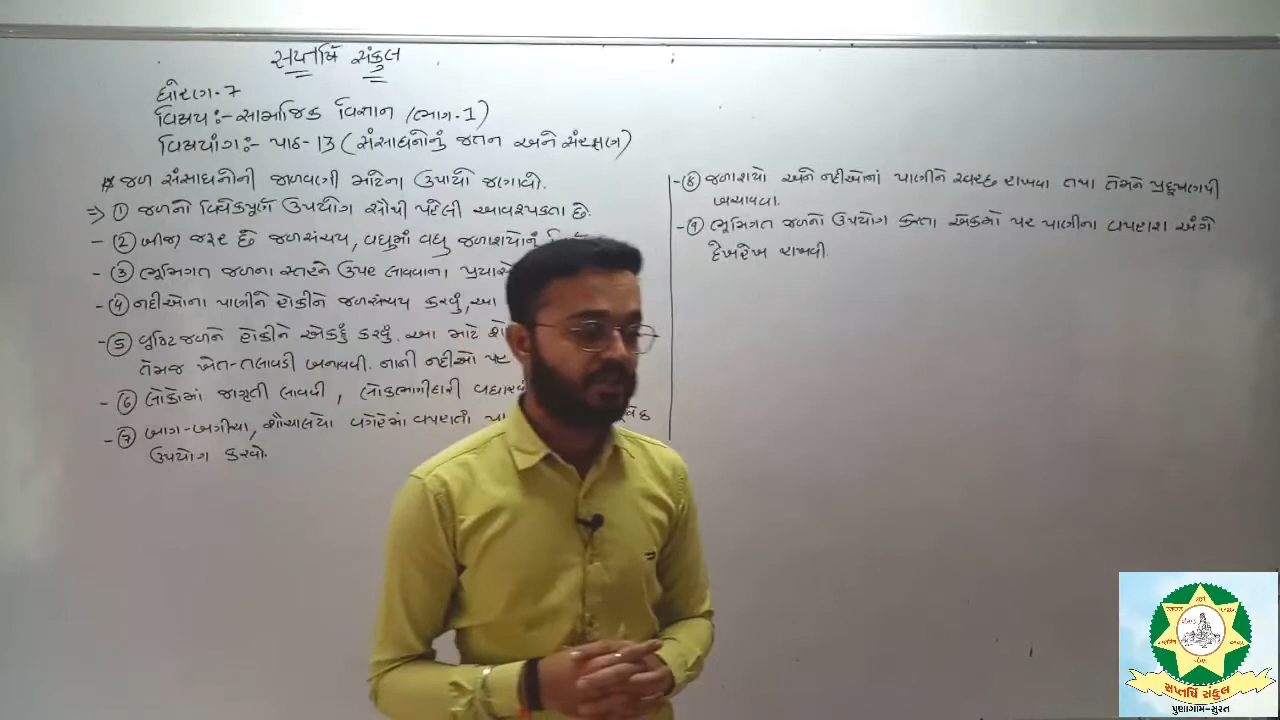 સપ્તર્ષિ સંકુલ
ધોરણ-7
વિષય:- સામાજિક વિજ્ઞાન (ભાગ-1)
વિષયાંગ:- પાઠ-13 (સંસાધનોનું જતન અને સંરક્ષણ)
* જળ સંસાધનોની જાળવણી માટેના ઉપાયો જણાવો.
⇒ ① જળનો વિવેકપૂર્ણ ઉપયોગ સૌથી પહેલી આવશ્યકતા છે.
- ② બીજી જરૂર છે જળસંચય, વધુમાં વધુ જળાશયોનું
- ③ ભૂમિગત જળના સ્તરને ઉપર લાવવાના
- ④ નદીઓના પાણીને રોકીને જળસંચય કરવું, આ
- ⑤ વૃષ્ટિજળને રોકીને એકઠું કરવું. આ માટે
તેમજ ખેત-તલાવડી બનાવવી. નાની નદીઓ પર
- ⑥ લોકોમાં જાગૃતી લાવવી, લોકભાગીદારી
- ⑦ બાગ-બગીચા, શૌચાલયો વગેરેમાં વપરાતાં
ઉપયોગ કરવો.
- ⑧ જળાશયો અને નદીઓનાં પાણીને સ્વચ્છ રાખવા તથા તેમને પ્રદૂષણથી
બચાવવા.
- ⑨ ભૂમિગત જળનો ઉપયોગ કરતા એકમો પર પાણીના વપરાશ અંગે
દેખરેખ રાખવી.
સપ્તર્ષિ સંકુલ
પુણાગામ-સુરત